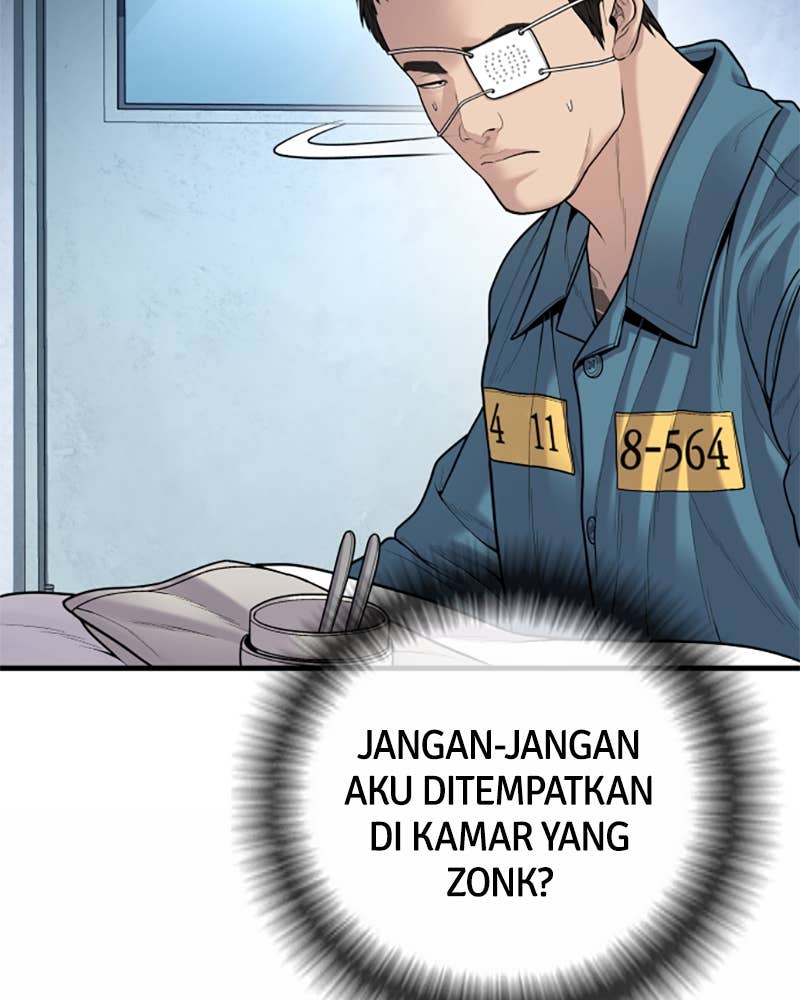 4 11
8-564
JANGAN-JANGAN
AKU DITEMPATKAN
DI KAMAR YANG
ZONK?